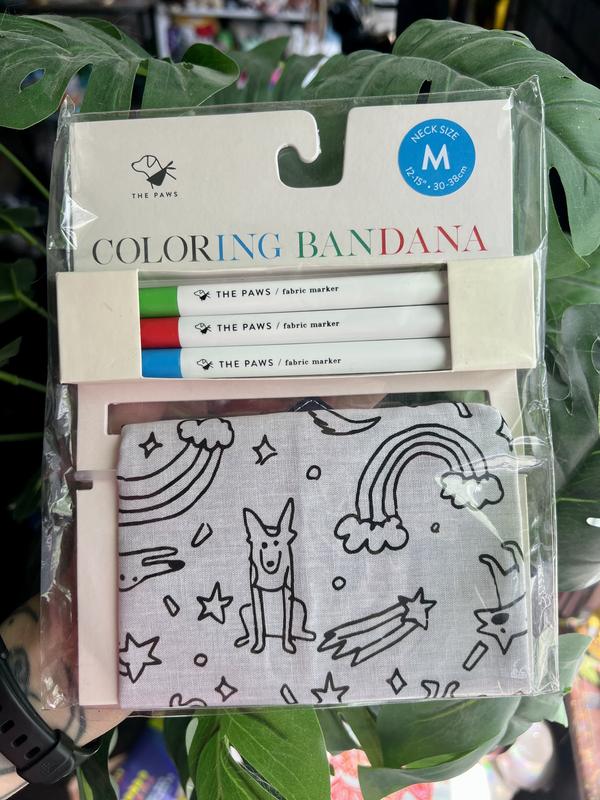 NECK SIZE
M
12-15" • 30-38cm
THE PAWS
COLORING BANDANA
THE PAWS / fabric marker
THE PAWS / fabric marker
THE PAWS / fabric marker